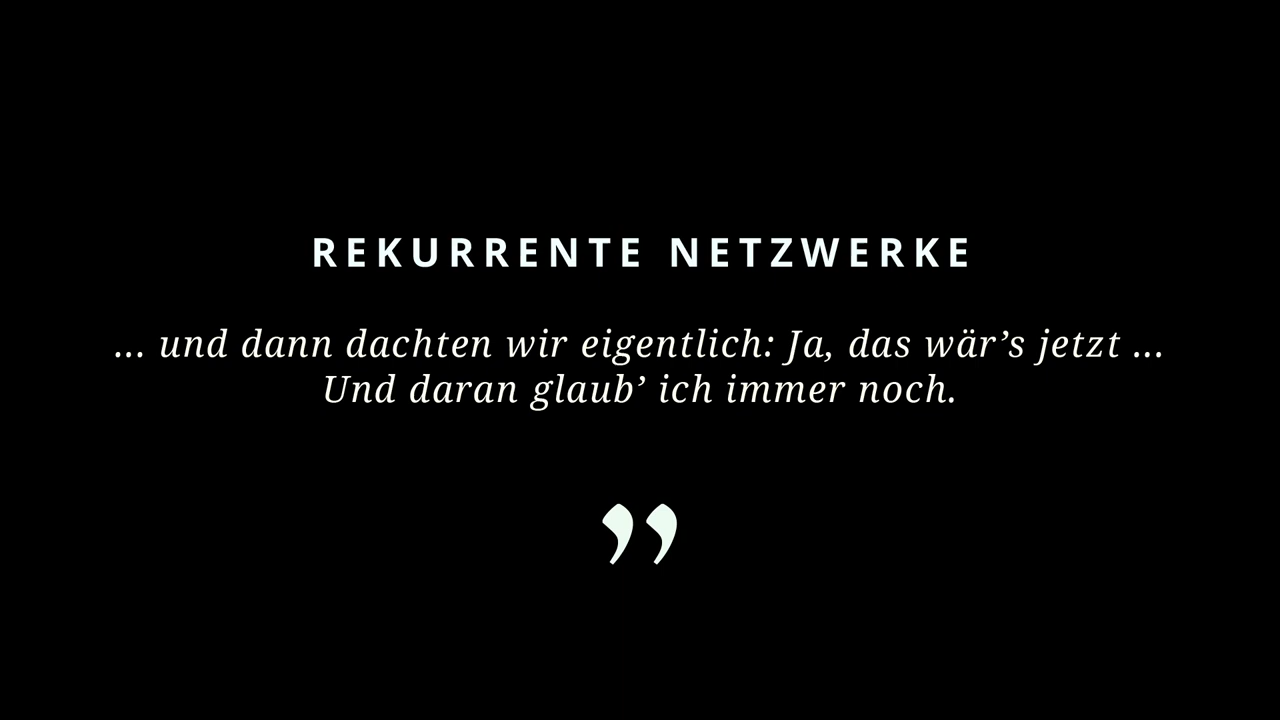 REKURRENTE NETZWERKE
... und dann dachten wir eigentlich: Ja, das wär’s jetzt ...
Und daran glaub’ ich immer noch.
”